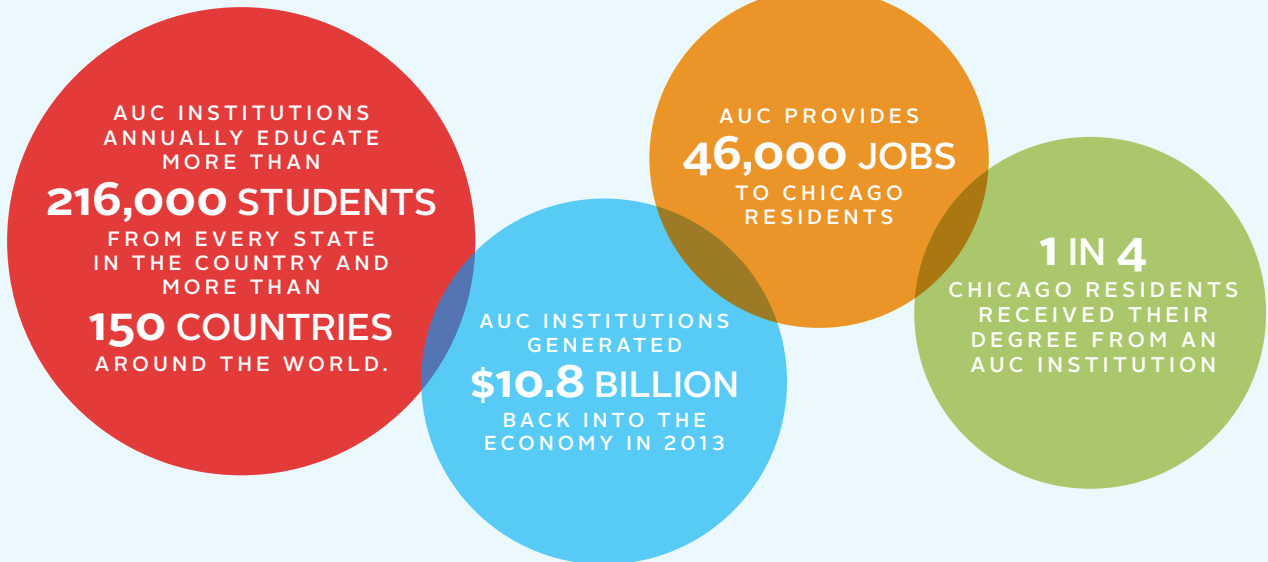 AUC INSTITUTIONS
ANNUALLY EDUCATE
MORE THAN
216,000 STUDENTS
FROM EVERY STATE
IN THE COUNTRY AND
MORE THAN
150 COUNTRIES
AROUND THE WORLD.
AUC INSTITUTIONS
GENERATED
$10.8 BILLION
BACK INTO THE
ECONOMY IN 2013
AUC PROVIDES
46,000 JOBS
TO CHICAGO
RESIDENTS
1 IN 4
CHICAGO RESIDENTS
RECEIVED THEIR
DEGREE FROM AN
AUC INSTITUTION